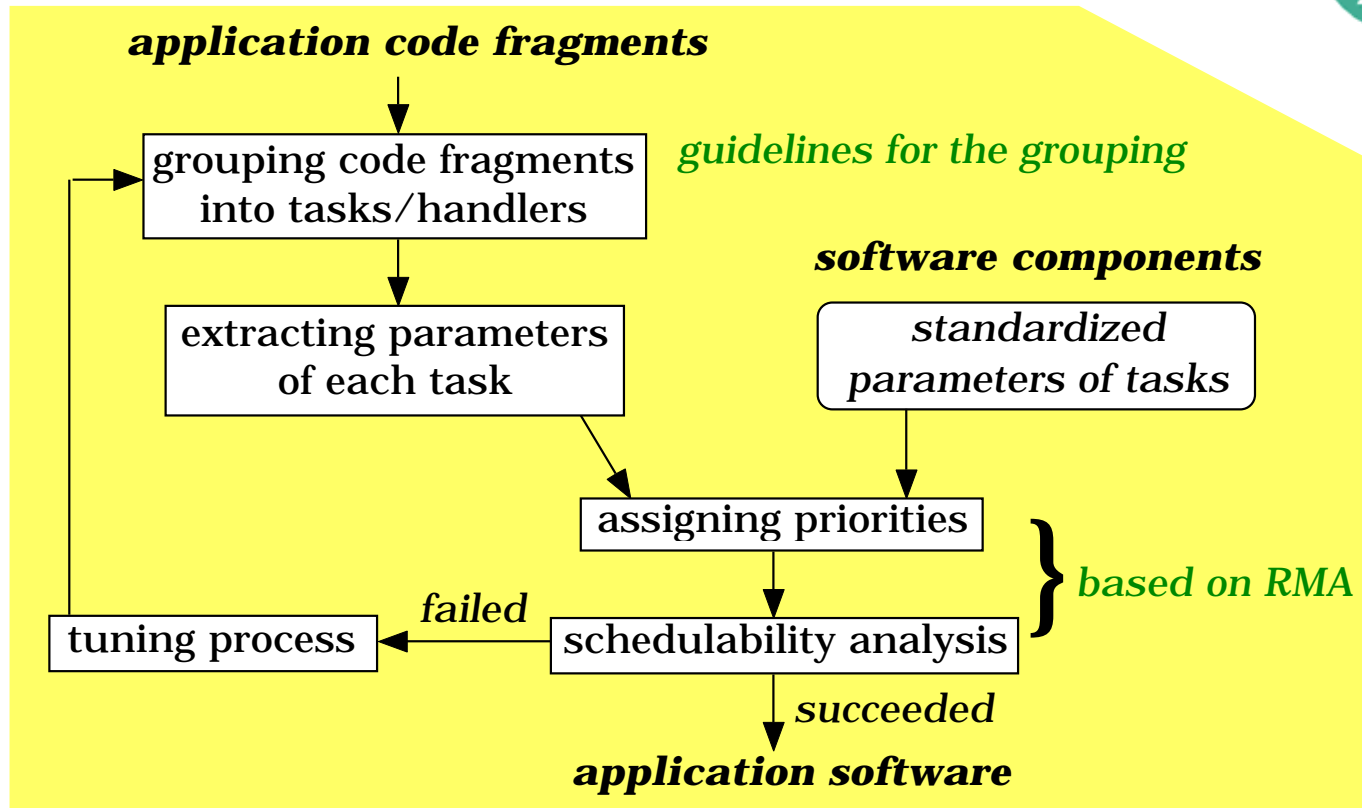 application code fragments
grouping code fragments
into tasks/handlers
guidelines for the grouping
software components
extracting parameters
of each task
standardized
parameters of tasks
assigning priorities
}
based on RMA
failed
tuning process
schedulability analysis
succeeded
application software